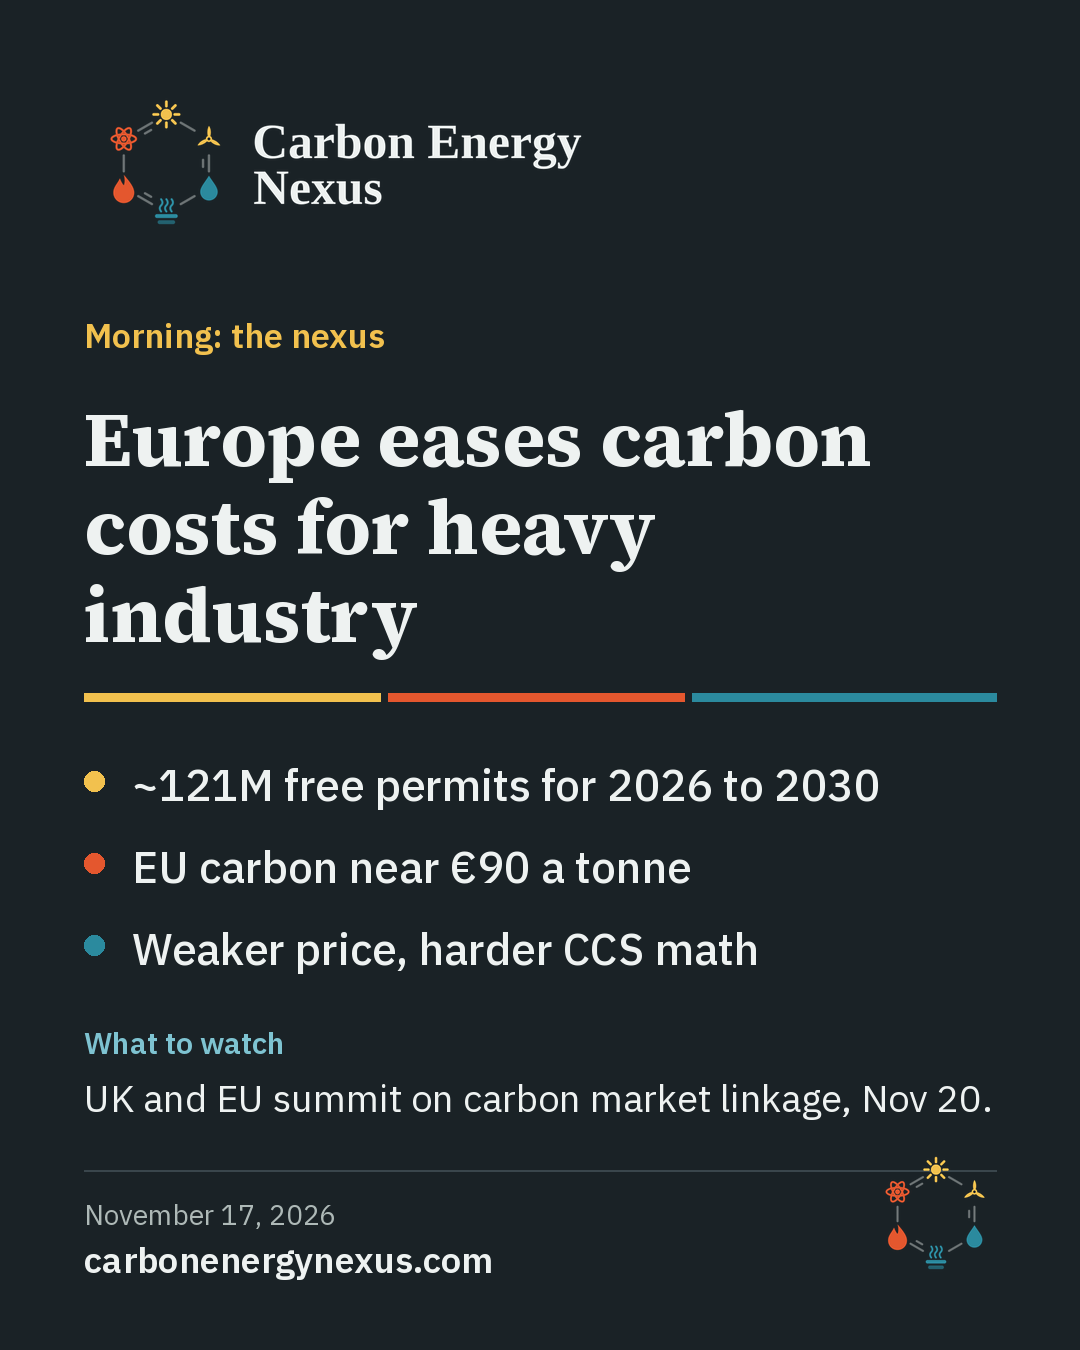 Carbon Energy
Nexus
Morning: the nexus
Europe eases carbon
costs for heavy
industry
~121M free permits for 2026 to 2030
EU carbon near €90 a tonne
Weaker price, harder CCS math
What to watch
UK and EU summit on carbon market linkage, Nov 20.
November 17, 2026
carbonenergynexus.com